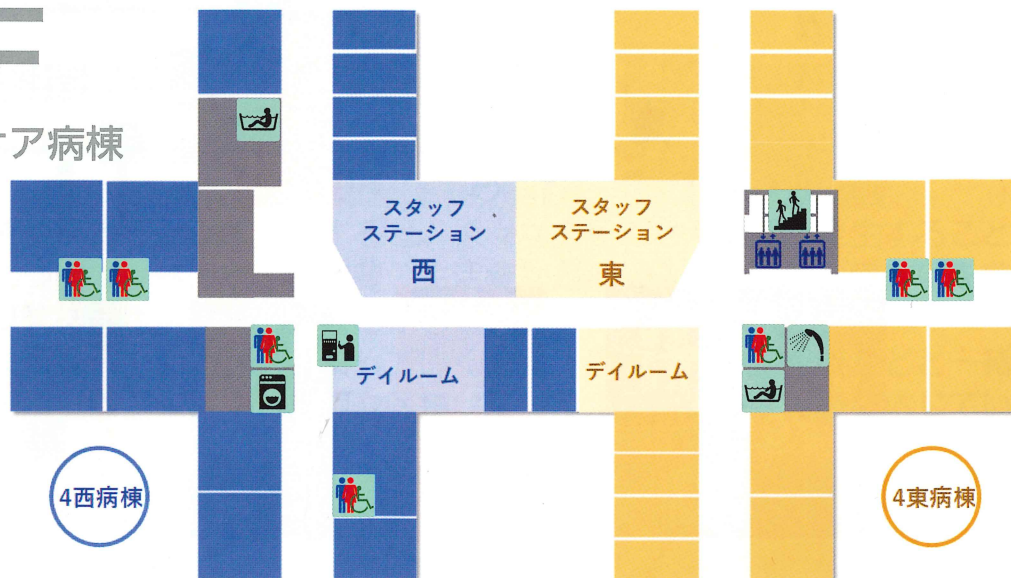 ア病棟
スタッフ
ステーション
西
スタッフ
ステーション
東
デイルーム
デイルーム
4西病棟
4東病棟